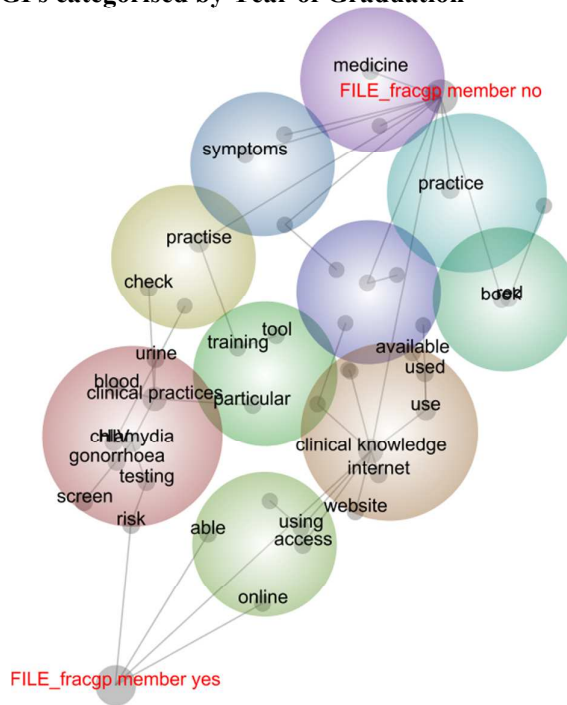 GPs categorised by Year of Graduation
medicine
FILE_fracgp member no
symptoms
practice
practise
check
book
red
tool
training
available
urine
used
blood
clinical practices
particular
use
chlamydia
clinical knowledge
gonorrhoea
internet
testing
screen
website
risk
able
using
access
online
FILE_fracgp member yes